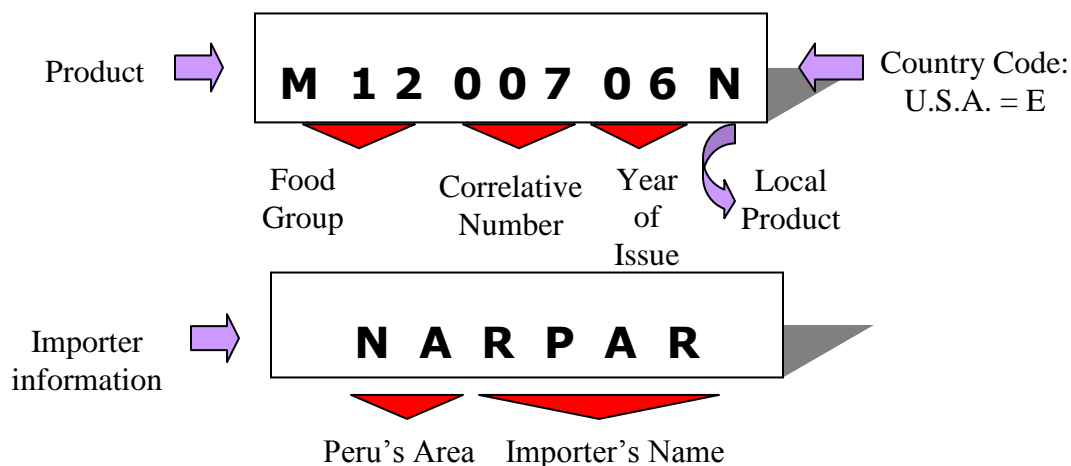 Product
M 1 2 0 0 7 0 6 N
Country Code:
U.S.A. = E
Food
Group
Correlative
Number
Year
of
Issue
Local
Product
Importer
information
N A R P A R
Peru's Area
Importer's Name